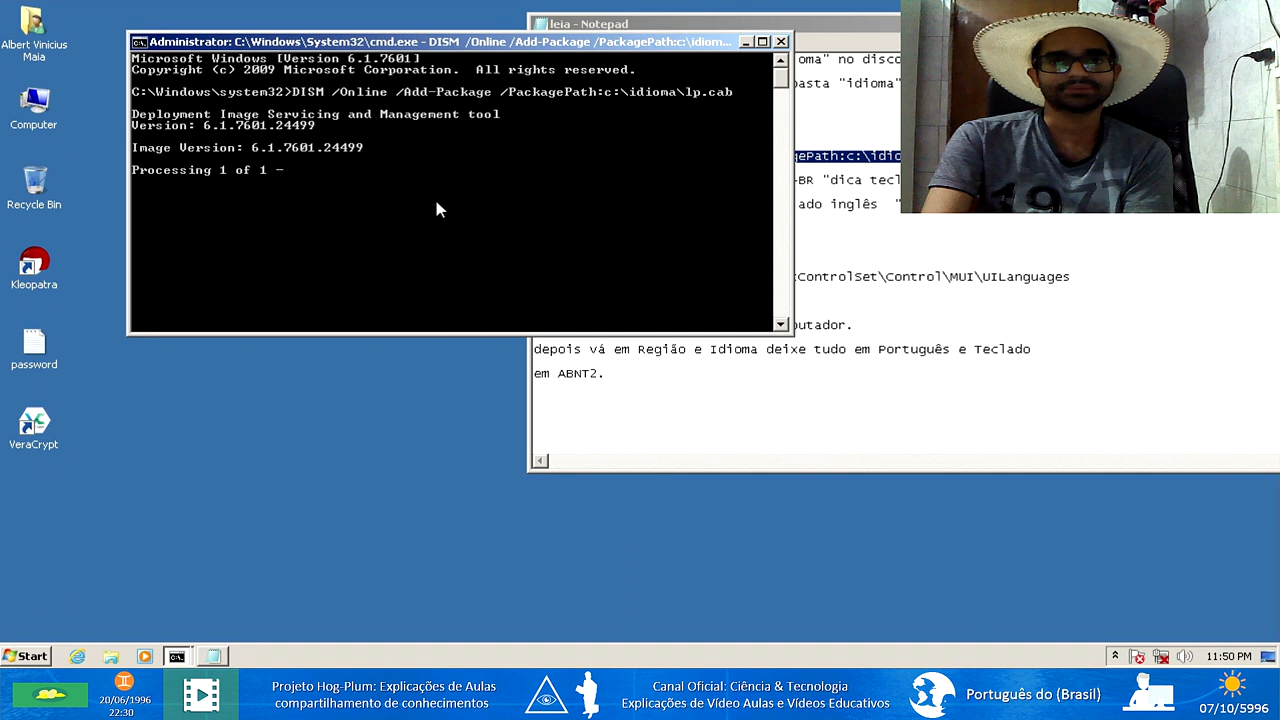 leia - Notepad
Albert Vinicius
Maia
Computer
Recycle Bin
Kleopatra
password
VeraCrypt
Administrator: C:\Windows\System32\cmd.exe - DISM /Online /Add-Package /PackagePath:c:\idiom...
Microsoft Windows [Version 6.1.7601]
Copyright (c) 2009 Microsoft Corporation. All rights reserved.
C:\Windows\system32>DISM /Online /Add-Package /PackagePath:c:\idioma\lp.cab
Deployment Image Servicing and Management tool
Version: 6.1.7601.24499
Image Version: 6.1.7601.24499
Processing 1 of 1 -
oma" no disco
pasta "idioma"
gePath:c:\idio
-BR "dica tecl
ado inglês "
ControlSet\Control\MUI\UILanguages
outador.
depois vá em Região e Idioma deixe tudo em Português e Teclado
em ABNT2.
197
Start
11:50 PM
20/06/1996
22:30
Projeto Hog-Plum: Explicações de Aulas
compartilhamento de conhecimentos
Canal Oficial: Ciência & Tecnologia
Explicações de Vídeo Aulas e Vídeos Educativos
Português do (Brasil)
07/10/5996